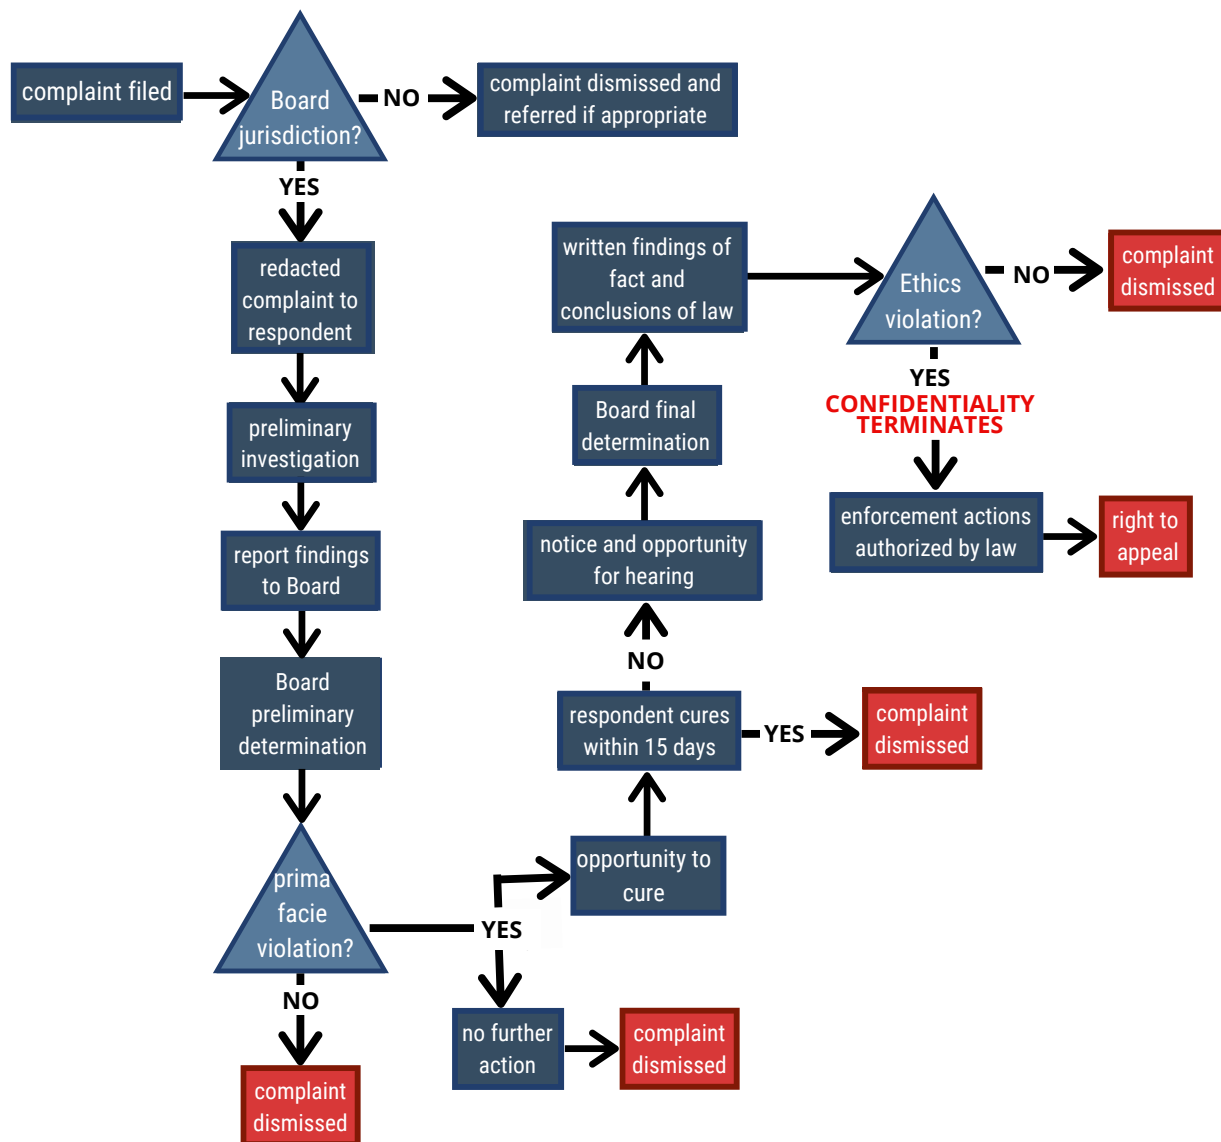 complaint filed
Board
jurisdiction?
NO
complaint dismissed and
referred if appropriate
YES
redacted
complaint to
respondent
preliminary
investigation
report findings
to Board
Board
preliminary
determination
prima
facie
violation?
NO
complaint
dismissed
YES
no further
action
complaint
dismissed
opportunity to
cure
respondent cures
within 15 days
YES
complaint
dismissed
NO
notice and opportunity
for hearing
Board final
determination
written findings of
fact and
conclusions of law
Ethics
violation?
NO
complaint
dismissed
YES
CONFIDENTIALITY
TERMINATES
enforcement actions
authorized by law
right to
appeal